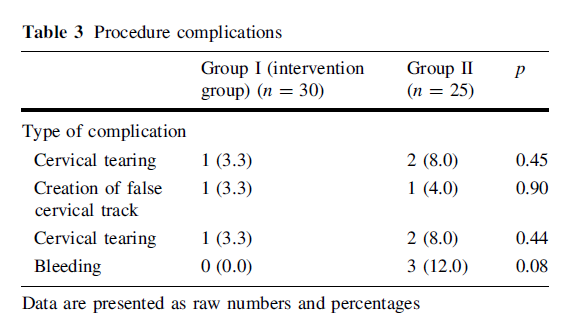 Table 3 Procedure complications
Group I (intervention group) (n = 30) Group II (n = 25) p
Type of complication
Cervical tearing 1 (3.3) 2 (8.0) 0.45
Creation of false cervical track 1 (3.3) 1 (4.0) 0.90
Cervical tearing 1 (3.3) 2 (8.0) 0.44
Bleeding 0 (0.0) 3 (12.0) 0.08
Data are presented as raw numbers and percentages